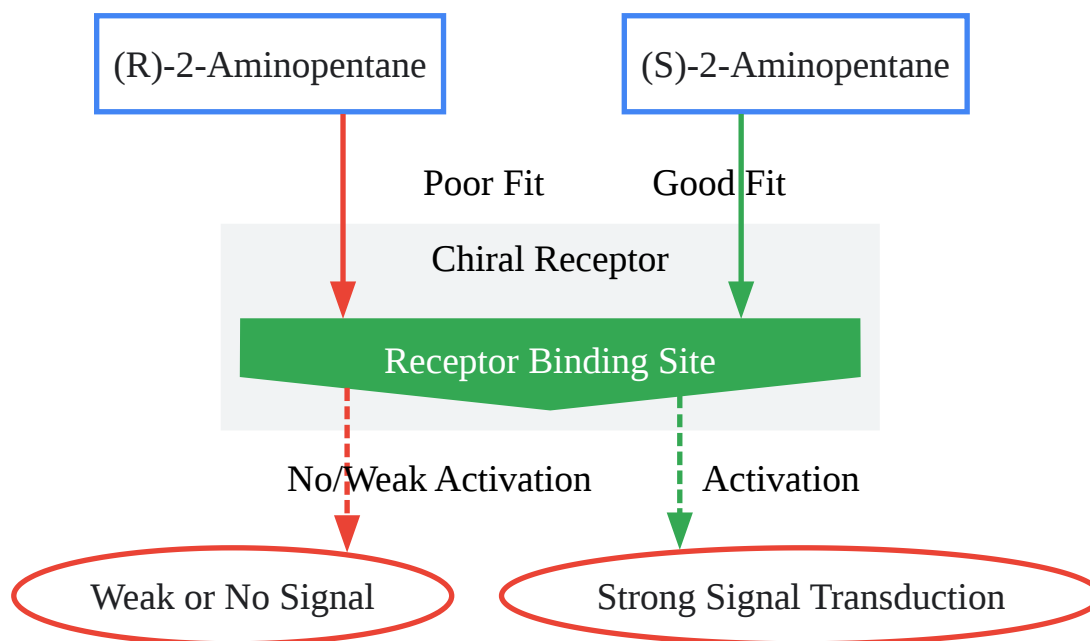 (R)-2-Aminopentane
(S)-2-Aminopentane
Poor Fit
Good Fit
Chiral Receptor
Receptor Binding Site
No/Weak Activation
Activation
Weak or No Signal
Strong Signal Transduction